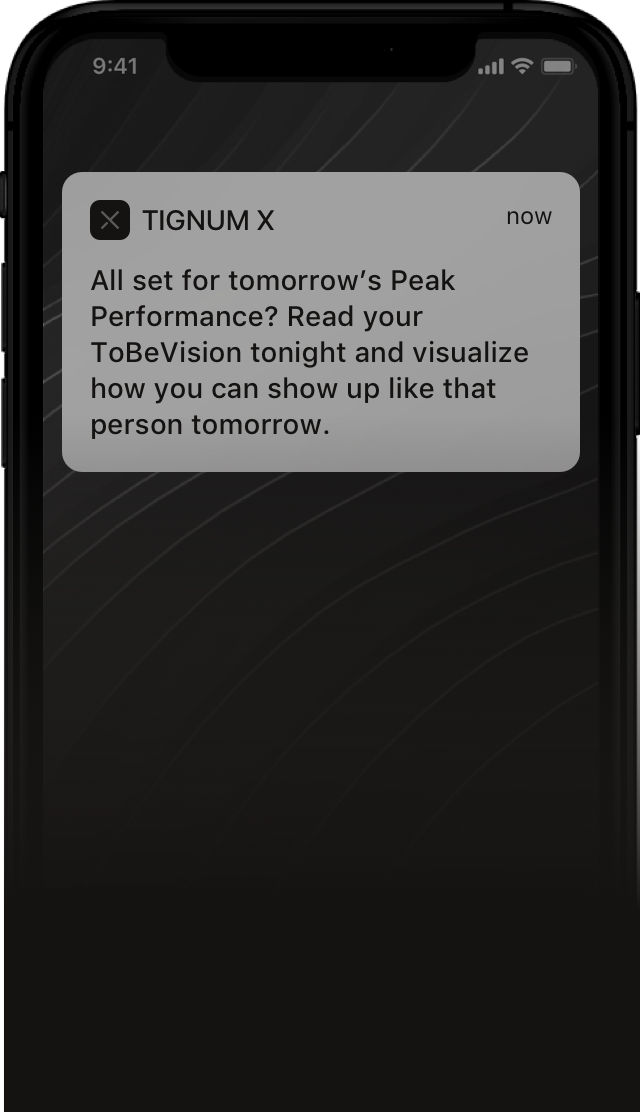 9:41
TIGNUM X
now
All set for tomorrow’s Peak
Performance? Read your
ToBeVision tonight and visualize
how you can show up like that
person tomorrow.